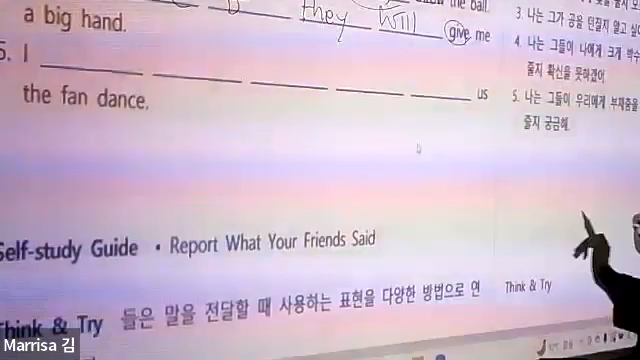 the ball.
a big hand. they will give me
5. I us
the fan dance.
3. 나는 그가 공을 던질지 알고 싶어
4. 나는 그들이 나에게 크게 박수
줄지 확신을 못하겠어.
5. 나는 그들이 우리에게 부채춤을
줄지 궁금해.
Self-study Guide • Report What Your Friends Said
Think & Try 들은 말을 전달할 때 사용하는 표현을 다양한 방법으로 연
Think & Try
Marrisa 김